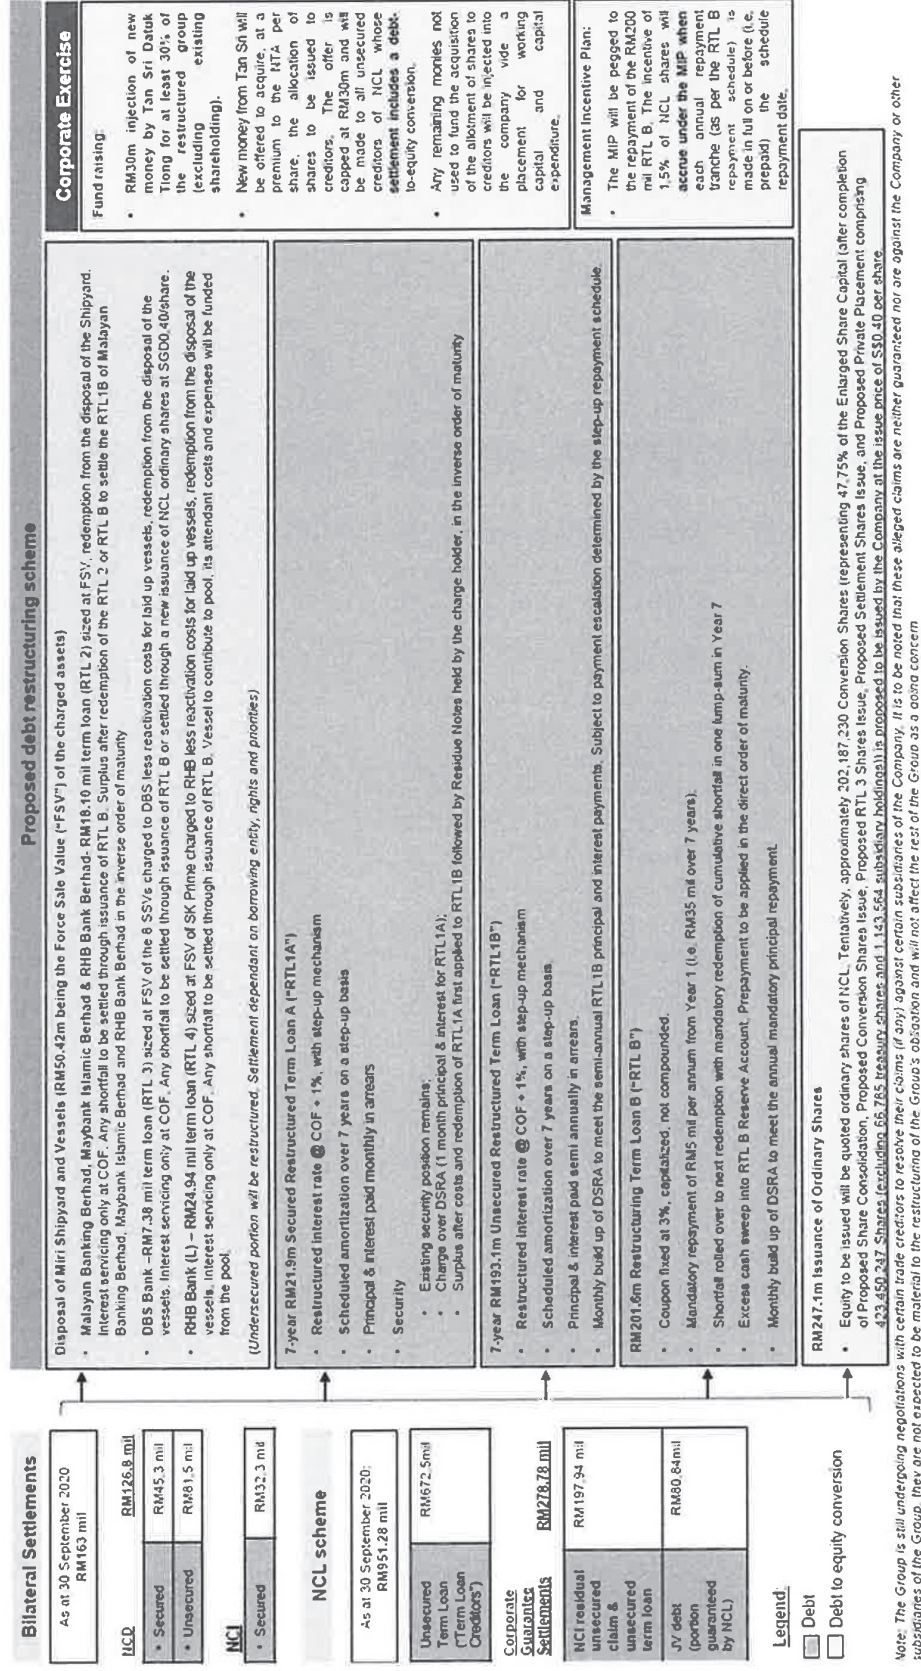 Proposed debt restructuring scheme
Bilateral Settlements
As at 30 September 2020
RM163 mil
NCD RM126.8 mil
• Secured RM45.3 mil
• Unsecured RM81.5 mil
NCI
• Secured RM32.3 mil
NCL scheme
As at 30 September 2020:
RM951.28 mil
Unsecured
Term Loan
("Term Loan
Creditors")
RM672.5mil
Corporate
Guarantee
Settlements
RM278.78 mil
NCI residual
unsecured
claim &
unsecured
term loan
RM197.94 mil
JV debt
(portion
guaranteed
by NCL)
RM80.84mil
Legend:
Debt
Debt to equity conversion
Disposal of Miri Shipyard and Vessels (RM50.42m being the Force Sale Value ("FSV") of the charged assets)
• Malayan Banking Berhad, Maybank Islamic Berhad & RHB Bank Berhad- RM18.10 mil term loan (RTL 2) sized at FSV, redemption from the disposal of the Shipyard.
Interest servicing only at COF. Any shortfall to be settled through issuance of RTL B. Surplus after redemption of the RTL 2 or RTL B to settle the RTL1B of Malayan
Banking Berhad, Maybank Islamic Berhad and RHB Bank Berhad in the inverse order of maturity
• DBS Bank –RM7.38 mil term loan (RTL 3) sized at FSV of the 8 SSVs charged to DBS less reactivation costs for laid up vessels, redemption from the disposal of the
vessels. Interest servicing only at COF. Any shortfall to be settled through issuance of RTL B or settled through a new issuance of NCL ordinary shares at SGD0.40/share.
• RHB Bank (L) – RM24.94 mil term loan (RTL 4) sized at FSV of SK Prime charged to RHB less reactivation costs for laid up vessels, redemption from the disposal of the
vessels. Interest servicing only at COF. Any shortfall to be settled through issuance of RTL B. Vessel to contribute to pool, its attendant costs and expenses will be funded
from the pool.
(Undersecured portion will be restructured, Settlement dependant on borrowing entity, rights and priorities)
7-year RM21.9m Secured Restructured Term Loan A ("RTL1A")
• Restructured interest rate @ COF + 1%, with step-up mechanism
• Scheduled amortization over 7 years on a step-up basis
• Principal & interest paid monthly in arrears
• Security
• Existing security position remains;
• Charge over DSRA (1 month principal & interest for RTL1A);
• Surplus after costs and redemption of RTL1A first applied to RTL1B followed by Residue Notes held by the charge holder, in the inverse order of maturity
7-year RM193.1m Unsecured Restructured Term Loan ("RTL1B")
• Restructured interest rate @ COF + 1%, with step-up mechanism
• Scheduled amortization over 7 years on a step-up basis
• Principal & interest paid semi annually in arrears.
• Monthly build up of DSRA to meet the semi-annual RTL1B principal and interest payments. Subject to payment escalation determined by the step-up repayment schedule.
RM201.6m Restructuring Term Loan B ("RTL B")
• Coupon fixed at 3%, capitalized, not compounded.
• Mandatory repayment of RM5 mil per annum from Year 1 (i.e. RM35 mil over 7 years);
• Shortfall rolled over to next redemption with mandatory redemption of cumulative shortfall in one lump-sum in Year 7
• Excess cash sweep into RTL B Reserve Account. Prepayment to be applied in the direct order of maturity.
• Monthly build up of DSRA to meet the annual mandatory principal repayment.
RM247.1m Issuance of Ordinary Shares
• Equity to be issued will be quoted ordinary shares of NCL. Tentatively, approximately 202,187,230 Conversion Shares (representing 47.75% of the Enlarged Share Capital (after completion
of Proposed Share Consolidation, Proposed Conversion Shares Issue, Proposed RTL 3 Shares Issue, Proposed Settlement Shares Issue, and Proposed Private Placement comprising
423,450,247 Shares (excluding 66,765 treasury shares and 1,143,564 subsidiary holdings)) is proposed to be issued by the Company at the issue price of S$0.40 per share.
Corporate Exercise
Fund raising:
• RM30m injection of new
money by Tan Sri Datuk
Tiong for at least 30% of
the restructured group
(excluding existing
shareholding).
• New money from Tan Sri will
be offered to acquire, at a
premium to the NTA per
share, the allocation of
shares to be issued to
creditors. The offer is
capped at RM30m and will
be made to all unsecured
creditors of NCL whose
settlement includes a debt-
to-equity conversion.
• Any remaining monies not
used to fund the acquisition
of the allotment of shares to
creditors will be injected into
the company vide a
placement for working
capital and capital
expenditure.
Management Incentive Plan:
• The MIP will be pegged to
the repayment of the RM200
mil of RTL B. The incentive of
1.5% of NCL shares will
accrue under the MIP when
each annual repayment
tranche (as per the RTL B
repayment schedule) is
made in full on or before (i.e.
prepaid) the schedule
repayment date.
Note: The Group is still undergoing negotiations with certain trade creditors to resolve their claims (if any) against certain subsidiaries of the Company. It is to be noted that these alleged claims are neither guaranteed nor are against the Company or other
subsidiaries of the Group, they are not expected to be material to the restructuring of the Group's obligations and will not affect the rest of the Group as a going concern